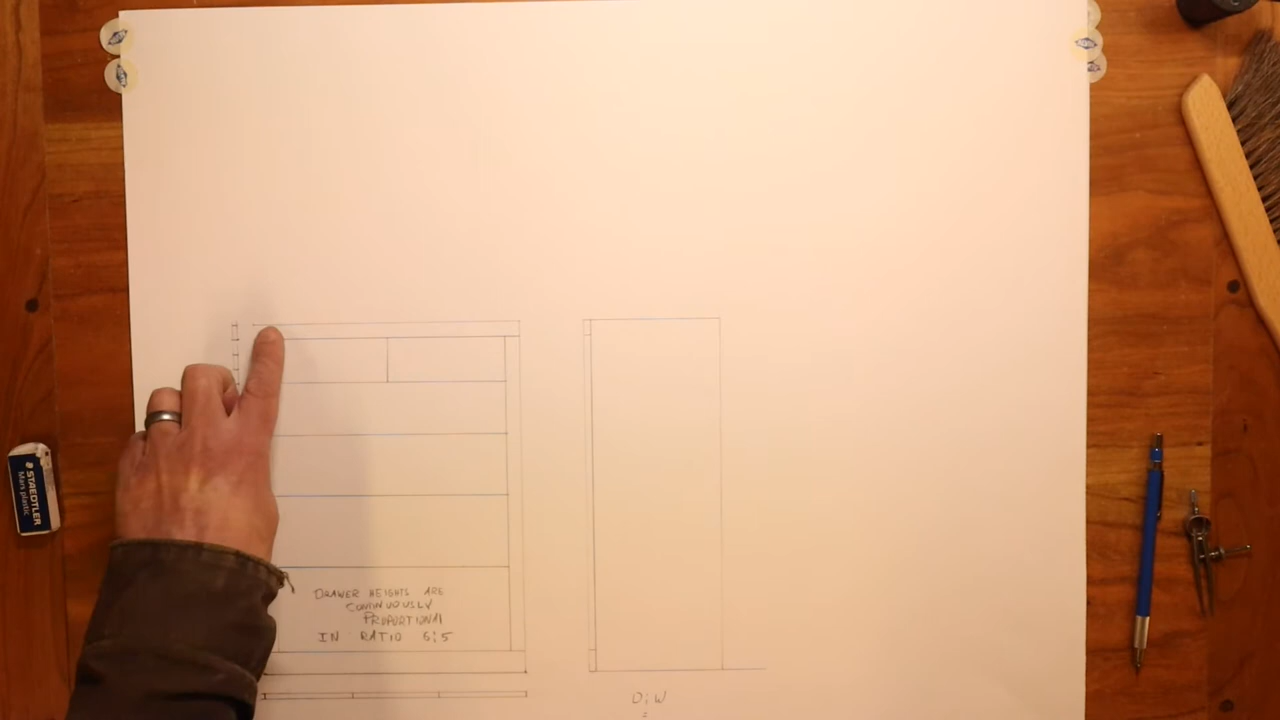 DRAWER HEIGHTS ARE
CONTINUOUSLY
PROPORTIONAL
IN RATIO 6:5
D:W
STAEDTLER
Mars plastic